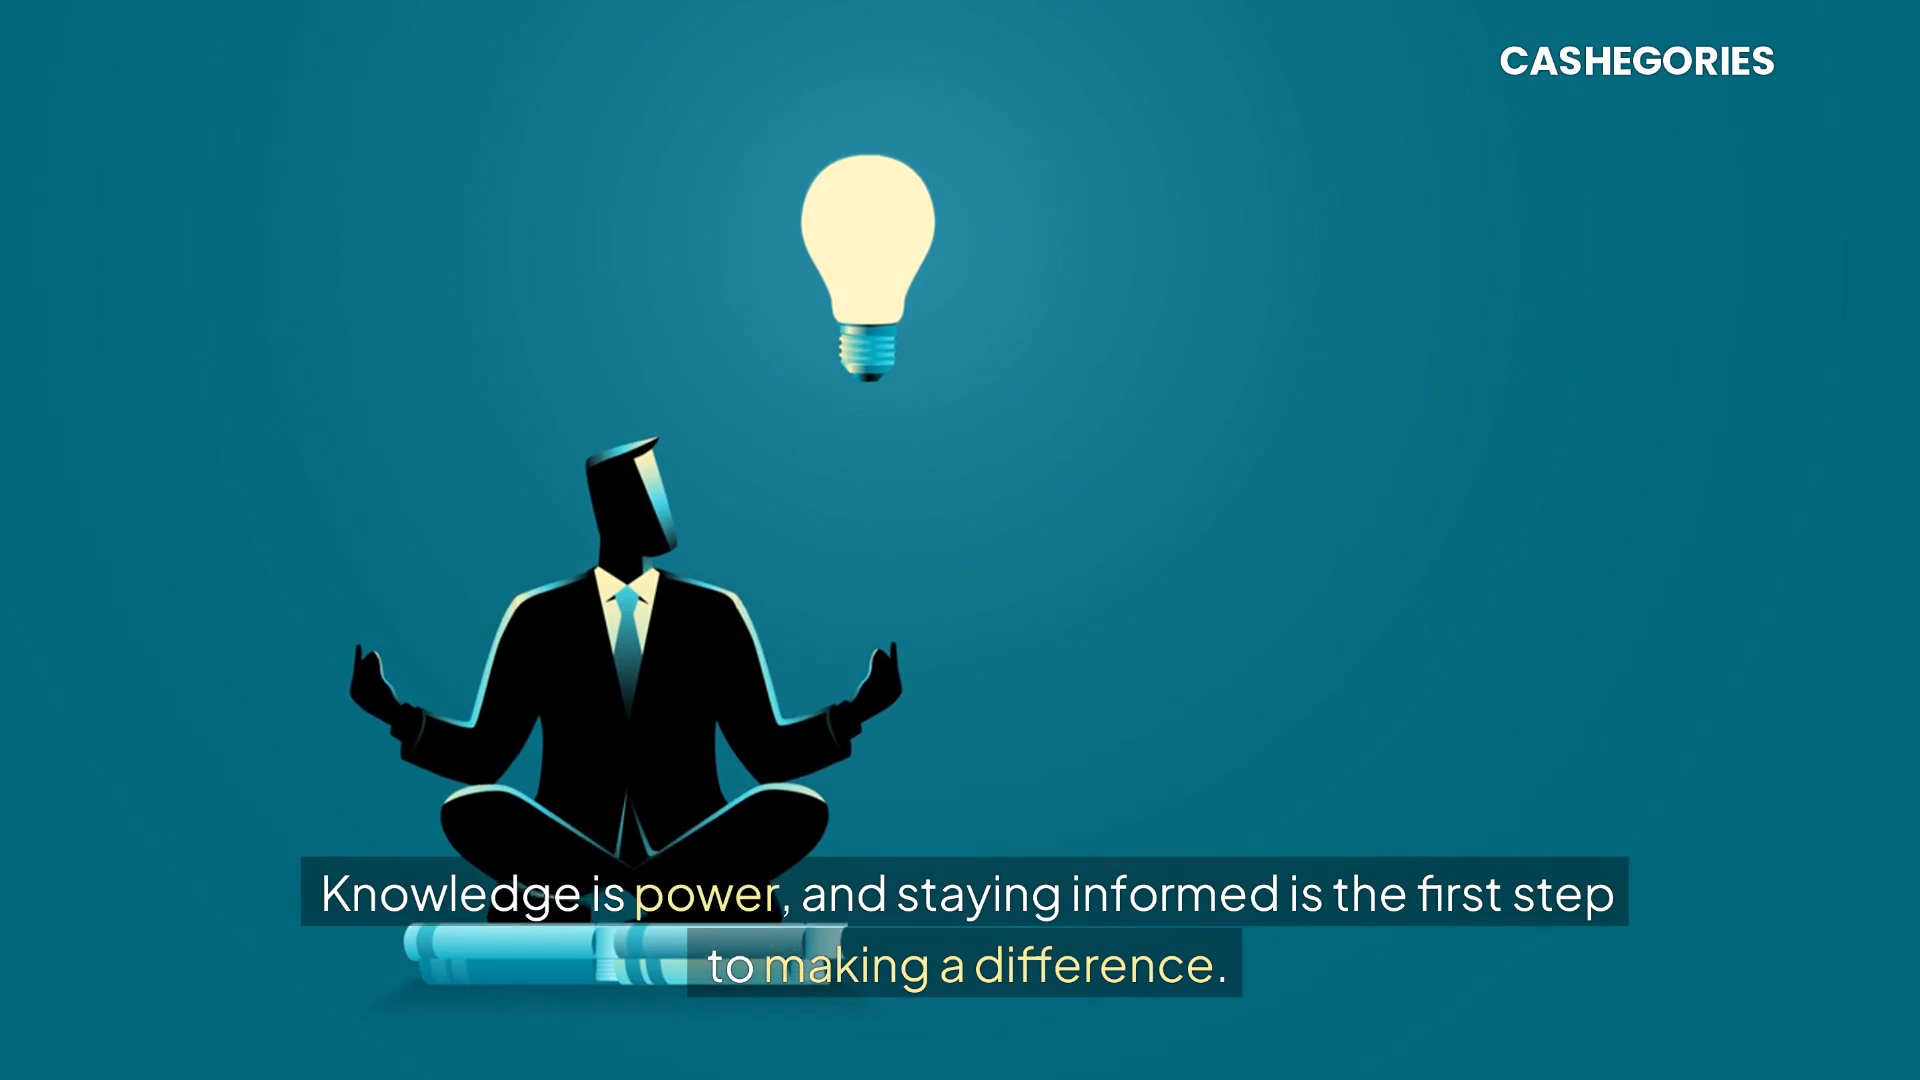 CASHEGORIES
Knowledge is power, and staying informed is the first step
to making a difference.